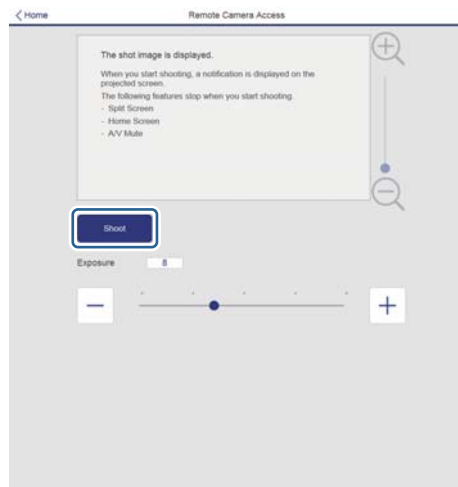 Home
Remote Camera Access
The shot image is displayed.
When you start shooting, a notification is displayed on the
projected screen.
The following features stop when you start shooting.
- Split Screen
- Home Screen
- A/V Mute
Shoot
Exposure 8